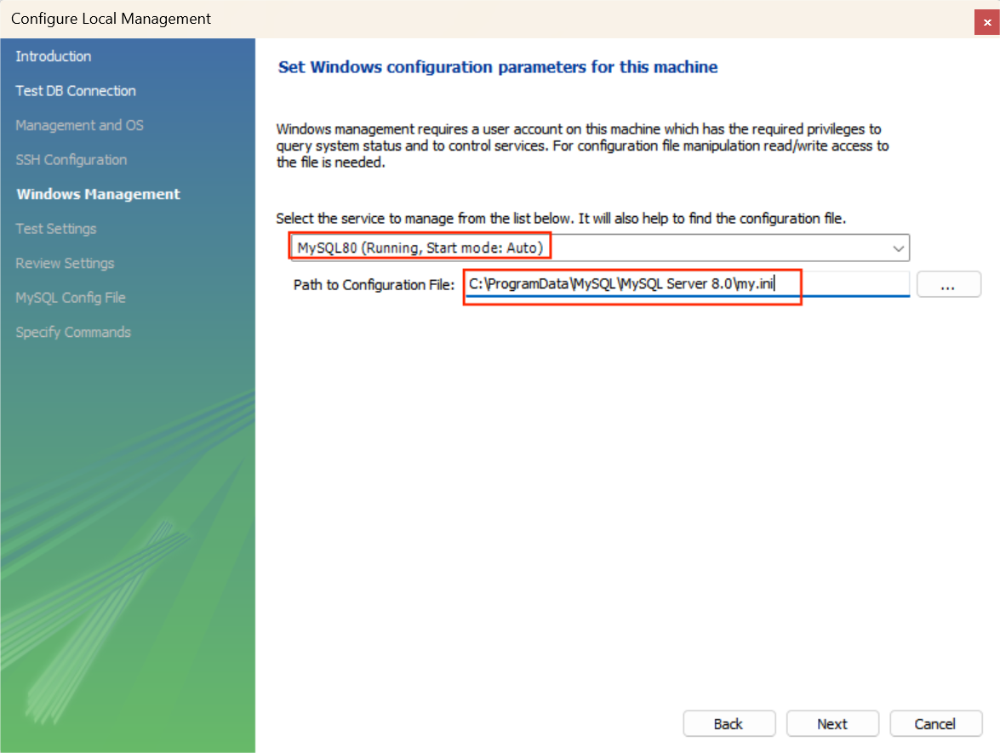 Configure Local Management
Introduction
Test DB Connection
Management and OS
SSH Configuration
Windows Management
Test Settings
Review Settings
MySQL Config File
Specify Commands
Set Windows configuration parameters for this machine
Windows management requires a user account on this machine which has the required privileges to
query system status and to control services. For configuration file manipulation read/write access to
the file is needed.
Select the service to manage from the list below. It will also help to find the configuration file.
MySQL80 (Running, Start mode: Auto)
Path to Configuration File: C:\ProgramData\MySQL\MySQL Server 8.0\my.ini ...
Back Next Cancel